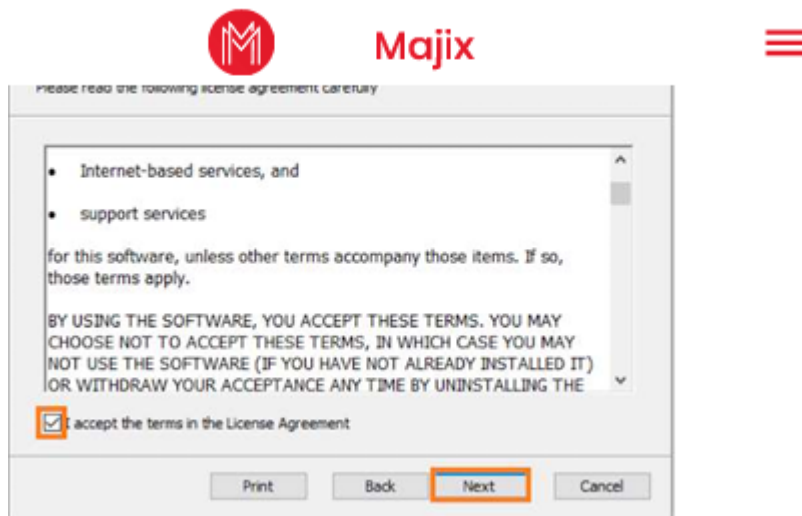 Majix
Please read the following license agreement carefully
• Internet-based services, and
• support services
for this software, unless other terms accompany those items. If so,
those terms apply.
BY USING THE SOFTWARE, YOU ACCEPT THESE TERMS. YOU MAY
CHOOSE NOT TO ACCEPT THESE TERMS, IN WHICH CASE YOU MAY
NOT USE THE SOFTWARE (IF YOU HAVE NOT ALREADY INSTALLED IT)
OR WITHDRAW YOUR ACCEPTANCE ANY TIME BY UNINSTALLING THE
I accept the terms in the License Agreement
Print Back Next Cancel